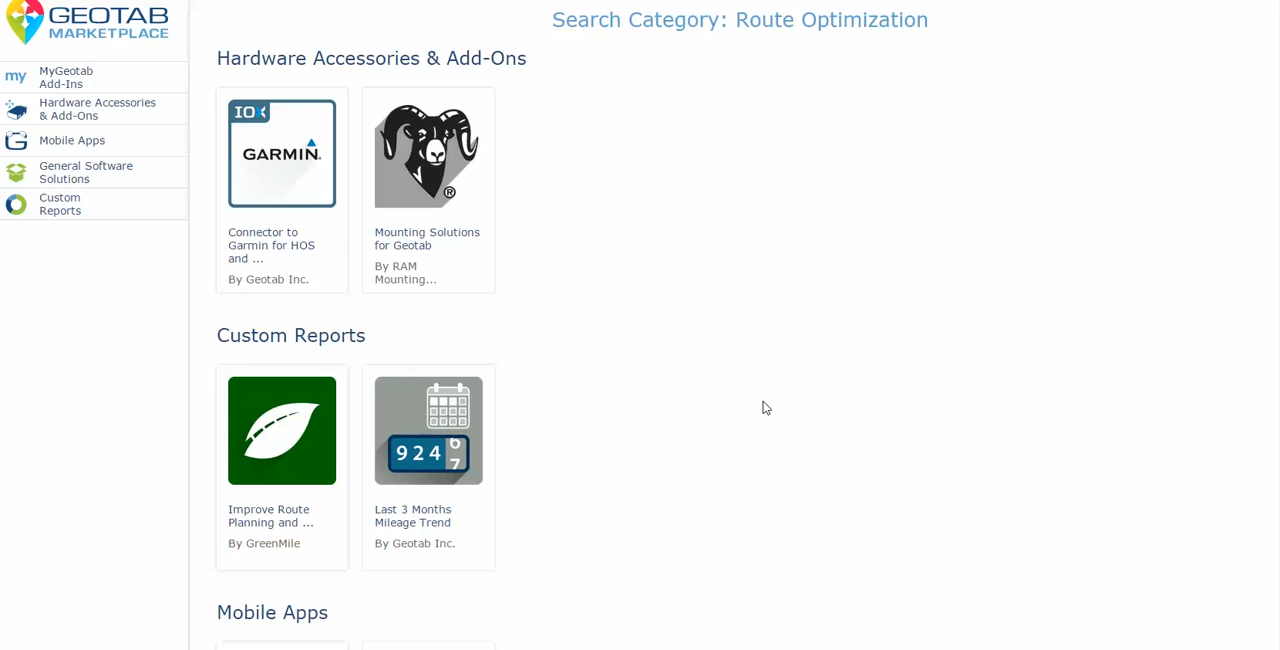 GEOTAB
MARKETPLACE
my
MyGeotab
Add-Ins
Hardware Accessories
& Add-Ons
Mobile Apps
General Software
Solutions
Custom
Reports
Search Category: Route Optimization
Hardware Accessories & Add-Ons
IOX
GARMIN.
®
Connector to
Garmin for HOS
and ...
By Geotab Inc.
Mounting Solutions
for Geotab
By RAM
Mounting...
Custom Reports
9 2 4 6
7
Improve Route
Planning and ...
By GreenMile
Last 3 Months
Mileage Trend
By Geotab Inc.
Mobile Apps